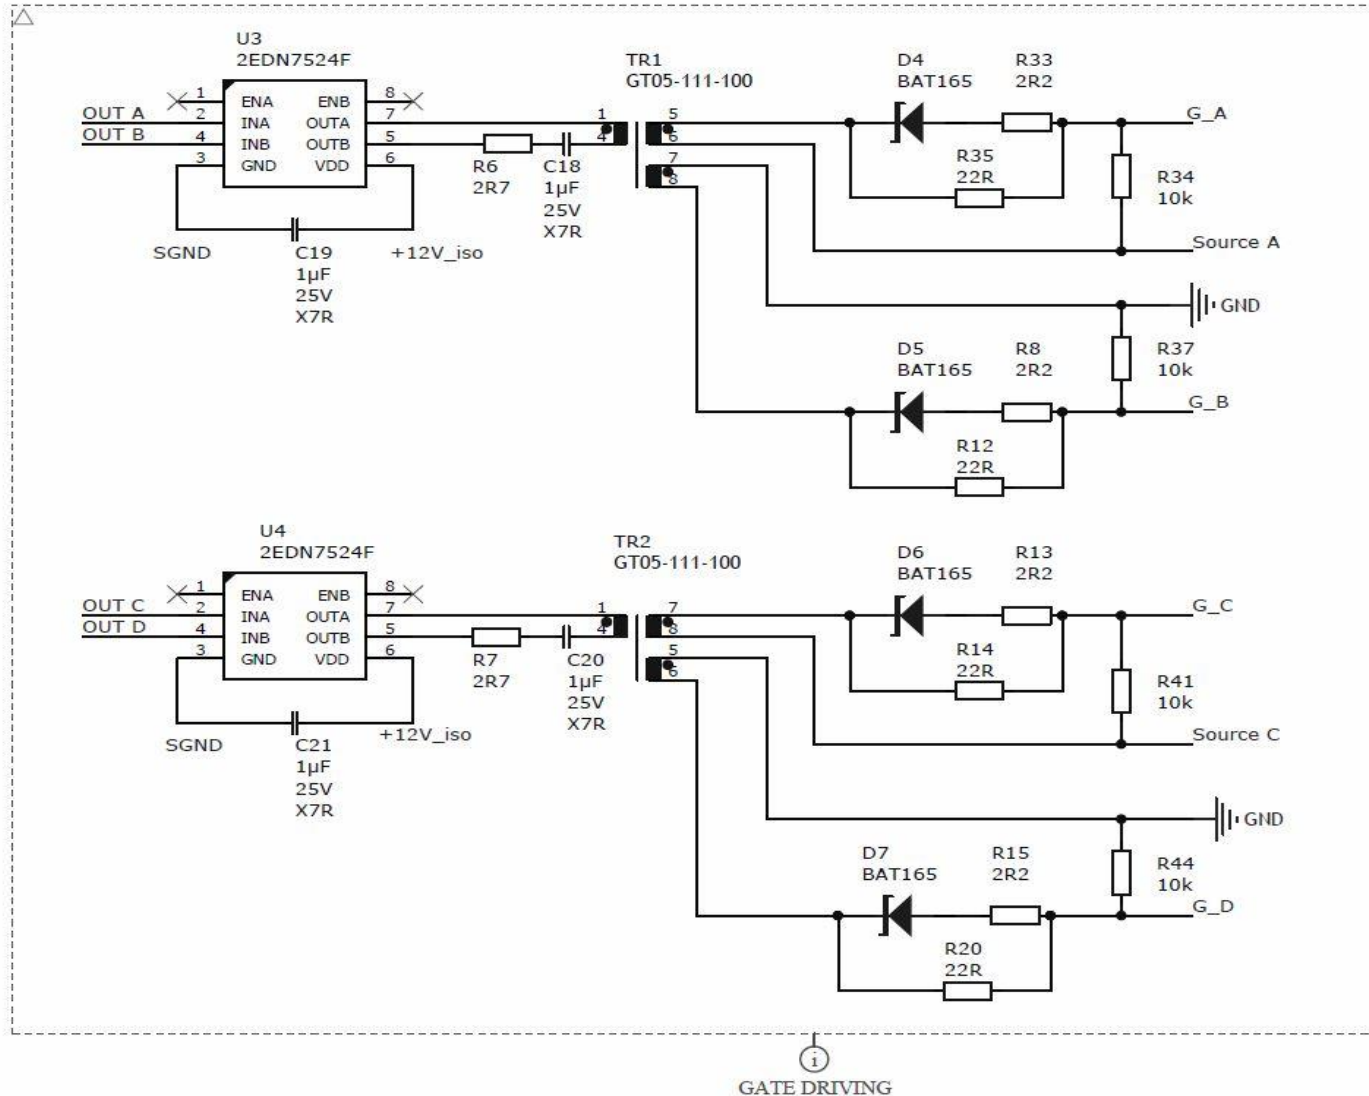 U3
2EDN7524F
1 ENA ENB 8
OUT A 2 INA OUTA 7
OUT B 4 INB OUTB 5
3 GND VDD 6
SGND
C19
1µF
25V
X7R
+12V_iso
R6
2R7
C18
1µF
25V
X7R
TR1
GT05-111-100
1 5
4 6
7
8
D4
BAT165
R33
2R2
R35
22R
G_A
R34
10k
Source A
GND
D5
BAT165
R8
2R2
R37
10k
G_B
R12
22R
U4
2EDN7524F
1 ENA ENB 8
OUT C 2 INA OUTA 7
OUT D 4 INB OUTB 5
3 GND VDD 6
SGND
C21
1µF
25V
X7R
+12V_iso
R7
2R7
C20
1µF
25V
X7R
TR2
GT05-111-100
1 7
4 8
5
6
D6
BAT165
R13
2R2
R14
22R
G_C
R41
10k
Source C
GND
D7
BAT165
R15
2R2
R44
10k
G_D
R20
22R
i
GATE DRIVING